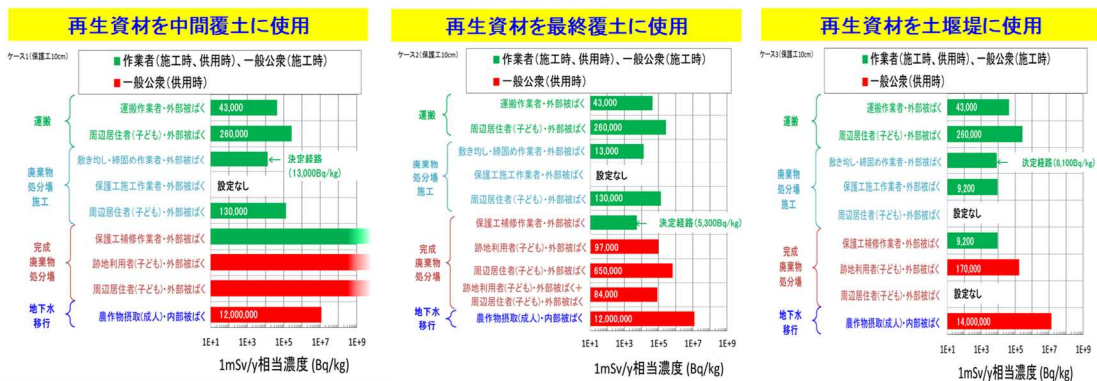 再生資材を中間覆土に使用
ケース1(保護工10cm)
作業者(施工時、供用時)、一般公衆(施工時)
一般公衆(供用時)
運搬
運搬作業者・外部被ばく
43,000
周辺居住者(子ども)・外部被ばく
260,000
廃棄物
処分場
施工
敷き均し・締固め作業者・外部被ばく
決定経路
(13,000Bq/kg)
保護工施工作業者・外部被ばく
設定なし
周辺居住者(子ども)・外部被ばく
130,000
完成
廃棄物
処分場
保護工補修作業者・外部被ばく
跡地利用者(子ども)・外部被ばく
周辺居住者(子ども)・外部被ばく
地下水
移行
農作物摂取(成人)・内部被ばく
12,000,000
1E+1 1E+3 1E+5 1E+7 1E+9
1mSv/y相当濃度 (Bq/kg)
再生資材を最終覆土に使用
ケース2(保護工10cm)
作業者(施工時、供用時)、一般公衆(施工時)
一般公衆(供用時)
運搬
運搬作業者・外部被ばく
43,000
周辺居住者(子ども)・外部被ばく
260,000
廃棄物
処分場
施工
敷き均し・締固め作業者・外部被ばく
13,000
保護工施工作業者・外部被ばく
設定なし
周辺居住者(子ども)・外部被ばく
130,000
完成
廃棄物
処分場
保護工補修作業者・外部被ばく
決定経路(5,300Bq/kg)
跡地利用者(子ども)・外部被ばく
97,000
周辺居住者(子ども)・外部被ばく
650,000
跡地利用者(子ども)・外部被ばく+
周辺居住者(子ども)・外部被ばく
84,000
地下水
移行
農作物摂取(成人)・内部被ばく
12,000,000
1E+1 1E+3 1E+5 1E+7 1E+9
1mSv/y相当濃度 (Bq/kg)
再生資材を土堰堤に使用
ケース3(保護工10cm)
作業者(施工時、供用時)、一般公衆(施工時)
一般公衆(供用時)
運搬
運搬作業者・外部被ばく
43,000
周辺居住者(子ども)・外部被ばく
260,000
廃棄物
処分場
施工
敷き均し・締固め作業者・外部被ばく
決定経路(8,100Bq/kg)
保護工施工作業者・外部被ばく
9,200
周辺居住者(子ども)・外部被ばく
設定なし
完成
廃棄物
処分場
保護工補修作業者・外部被ばく
9,200
跡地利用者(子ども)・外部被ばく
170,000
周辺居住者(子ども)・外部被ばく
設定なし
地下水
移行
農作物摂取(成人)・内部被ばく
14,000,000
1E+1 1E+3 1E+5 1E+7 1E+9
1mSv/y相当濃度 (Bq/kg)